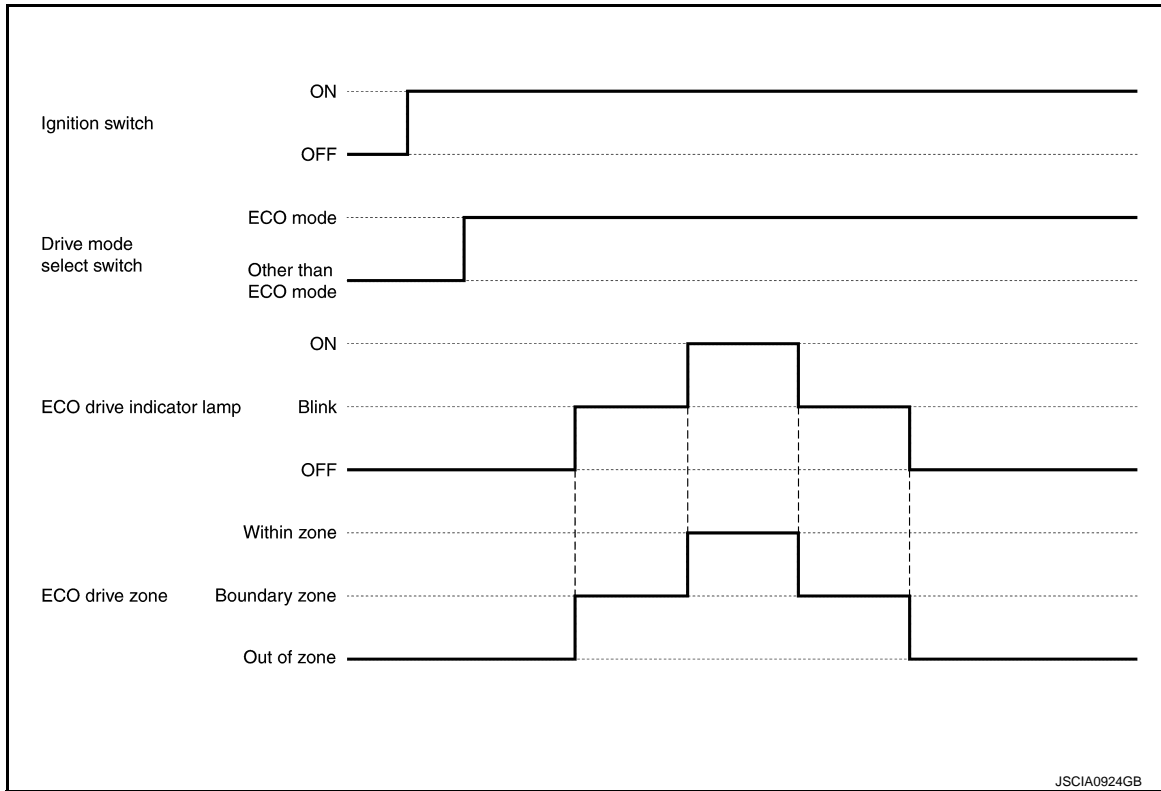 ON
Ignition switch
OFF
ECO mode
Drive mode
select switch
Other than
ECO mode
ON
ECO drive indicator lamp Blink
OFF
Within zone
ECO drive zone Boundary zone
Out of zone
JSCIA0924GB